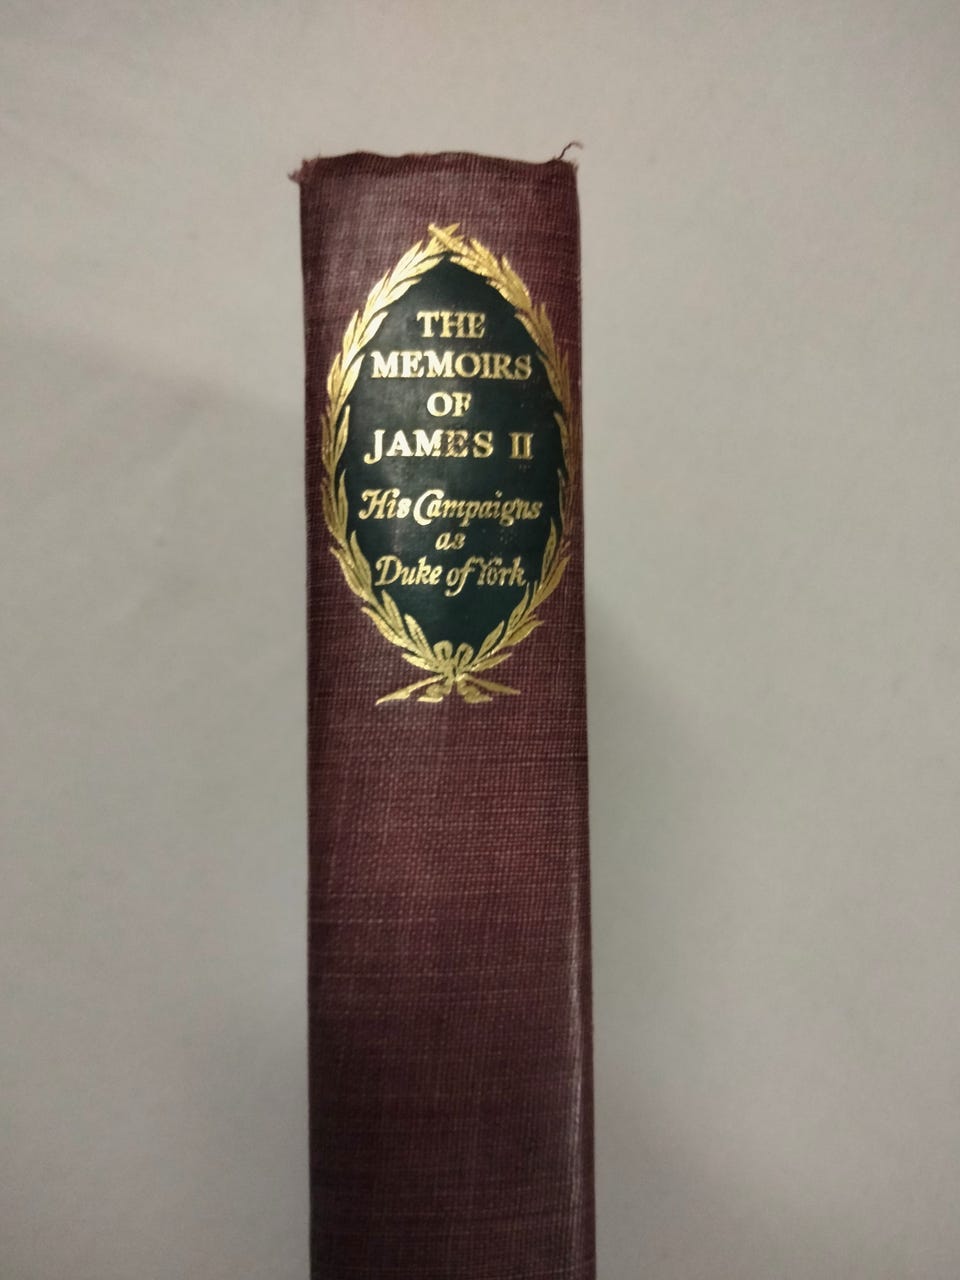 THE
MEMOIRS
OF
JAMES II
His Campaigns
as
Duke of York